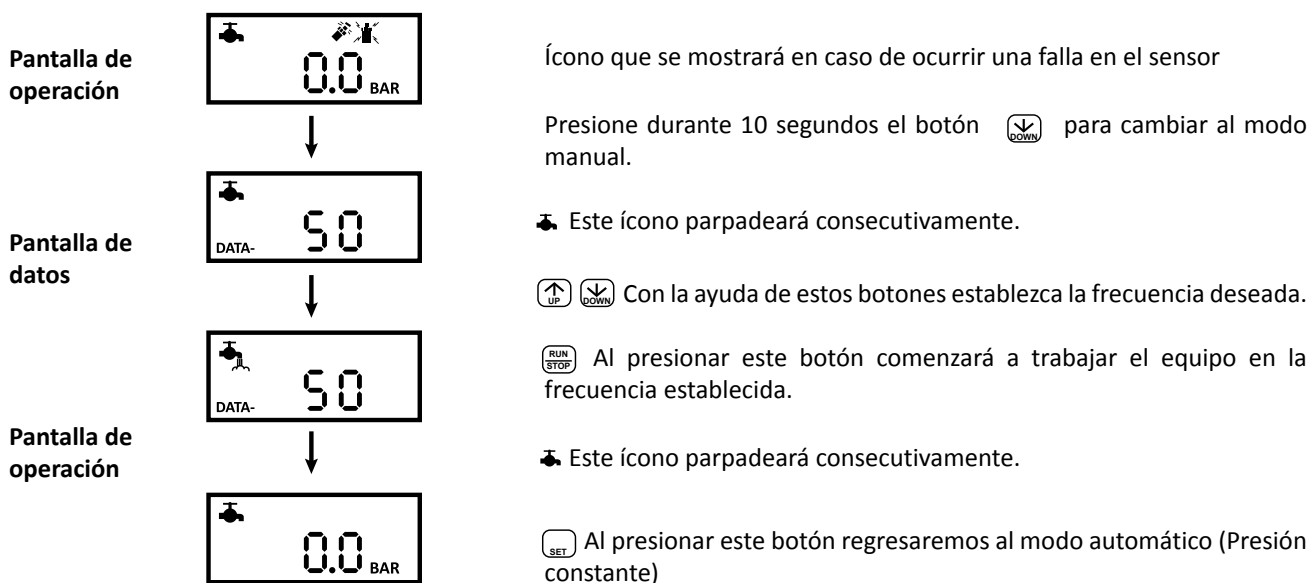 Pantalla de
operación
0.0 BAR
Ícono que se mostrará en caso de ocurrir una falla en el sensor
Presione durante 10 segundos el botón DOWN para cambiar al modo
manual.
Pantalla de
datos
DATA- 50
Este ícono parpadeará consecutivamente.
UP DOWN Con la ayuda de estos botones establezca la frecuencia deseada.
DATA- 50
RUN
STOP Al presionar este botón comenzará a trabajar el equipo en la
frecuencia establecida.
Pantalla de
operación
Este ícono parpadeará consecutivamente.
0.0 BAR
SET Al presionar este botón regresaremos al modo automático (Presión
constante)